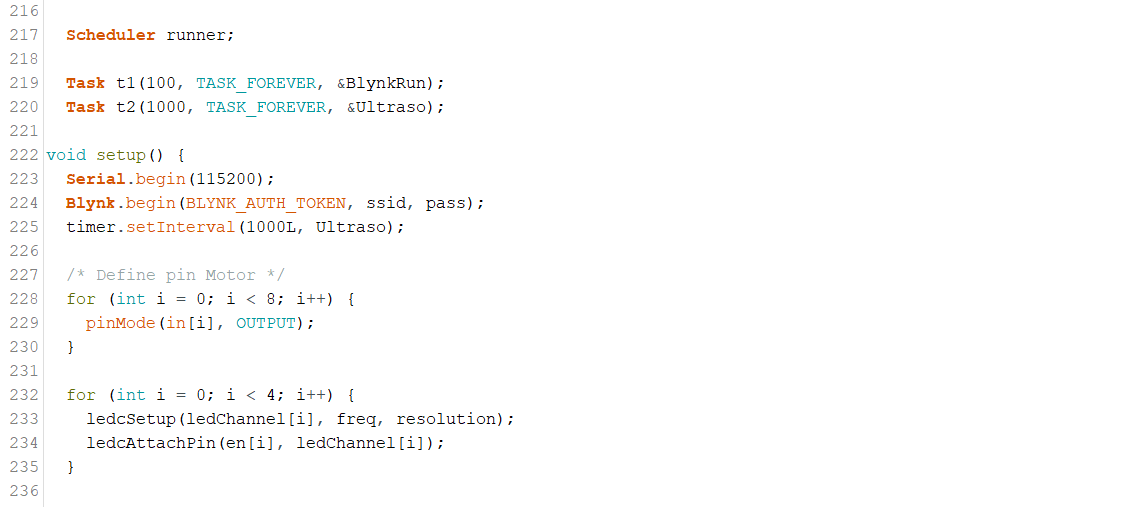 216
217 Scheduler runner;
218
219 Task t1(100, TASK_FOREVER, &BlynkRun);
220 Task t2(1000, TASK_FOREVER, &Ultraso);
221
222 void setup() {
223 Serial.begin(115200);
224 Blynk.begin(BLYNK_AUTH_TOKEN, ssid, pass);
225 timer.setInterval(1000L, Ultraso);
226
227 /* Define pin Motor */
228 for (int i = 0; i < 8; i++) {
229 pinMode(in[i], OUTPUT);
230 }
231
232 for (int i = 0; i < 4; i++) {
233 ledcSetup(ledChannel[i], freq, resolution);
234 ledcAttachPin(en[i], ledChannel[i]);
235 }
236